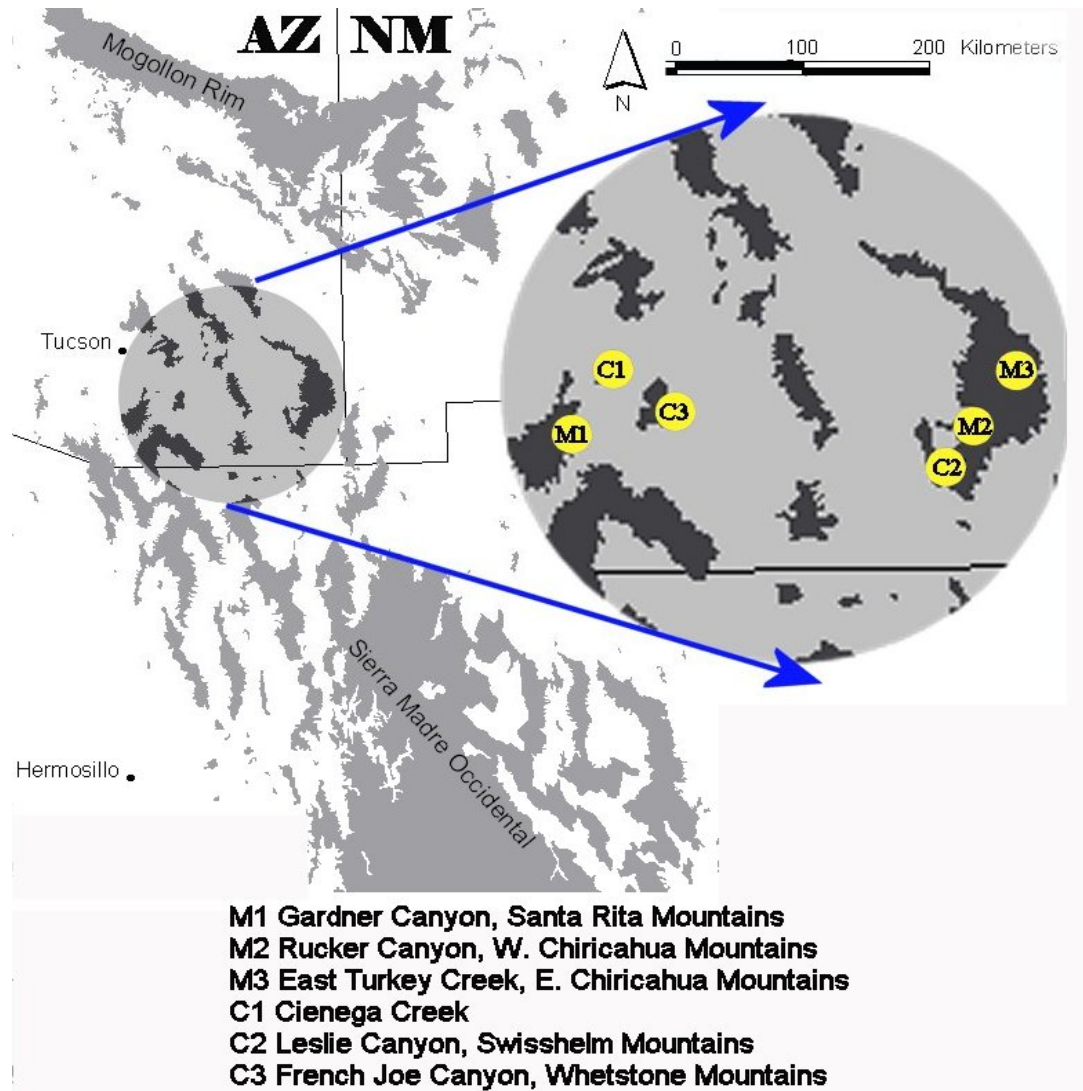 AZ NM
Mogollon Rim
N
0 100 200 Kilometers
Tucson
C1
C3
M1
M3
M2
C2
Sierra Madre Occidental
Hermosillo
M1 Gardner Canyon, Santa Rita Mountains
M2 Rucker Canyon, W. Chiricahua Mountains
M3 East Turkey Creek, E. Chiricahua Mountains
C1 Cienega Creek
C2 Leslie Canyon, Swisshelm Mountains
C3 French Joe Canyon, Whetstone Mountains